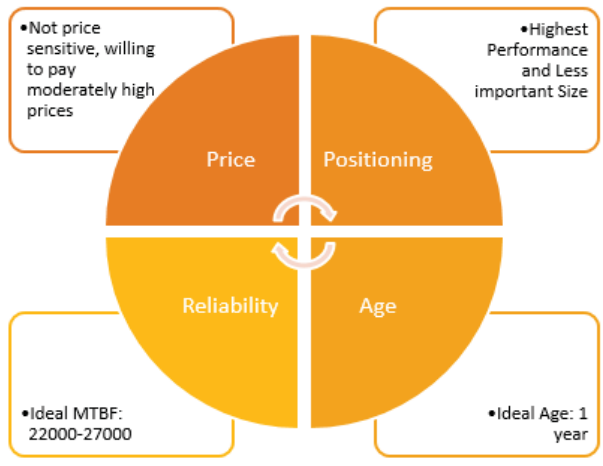 •Not price
sensitive, willing
to pay
moderately high
prices
•Highest
Performance
and Less
important Size
Price
Positioning
Reliability
Age
•Ideal MTBF:
22000-27000
•Ideal Age: 1
year